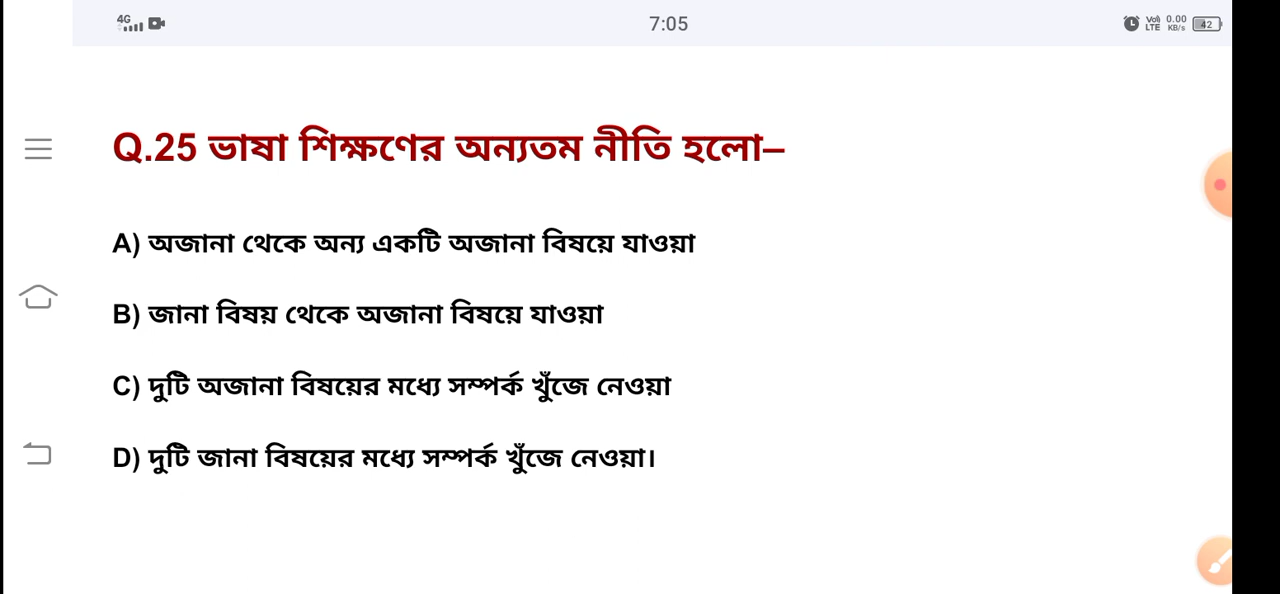 4G 7:05 Vo) LTE 0.00 KB/s 42
Q.25 ভাষা শিক্ষণের অন্যতম নীতি হলো–
A) অজানা থেকে অন্য একটি অজানা বিষয়ে যাওয়া
B) জানা বিষয় থেকে অজানা বিষয়ে যাওয়া
C) দুটি অজানা বিষয়ের মধ্যে সম্পর্ক খুঁজে নেওয়া
D) দুটি জানা বিষয়ের মধ্যে সম্পর্ক খুঁজে নেওয়া।